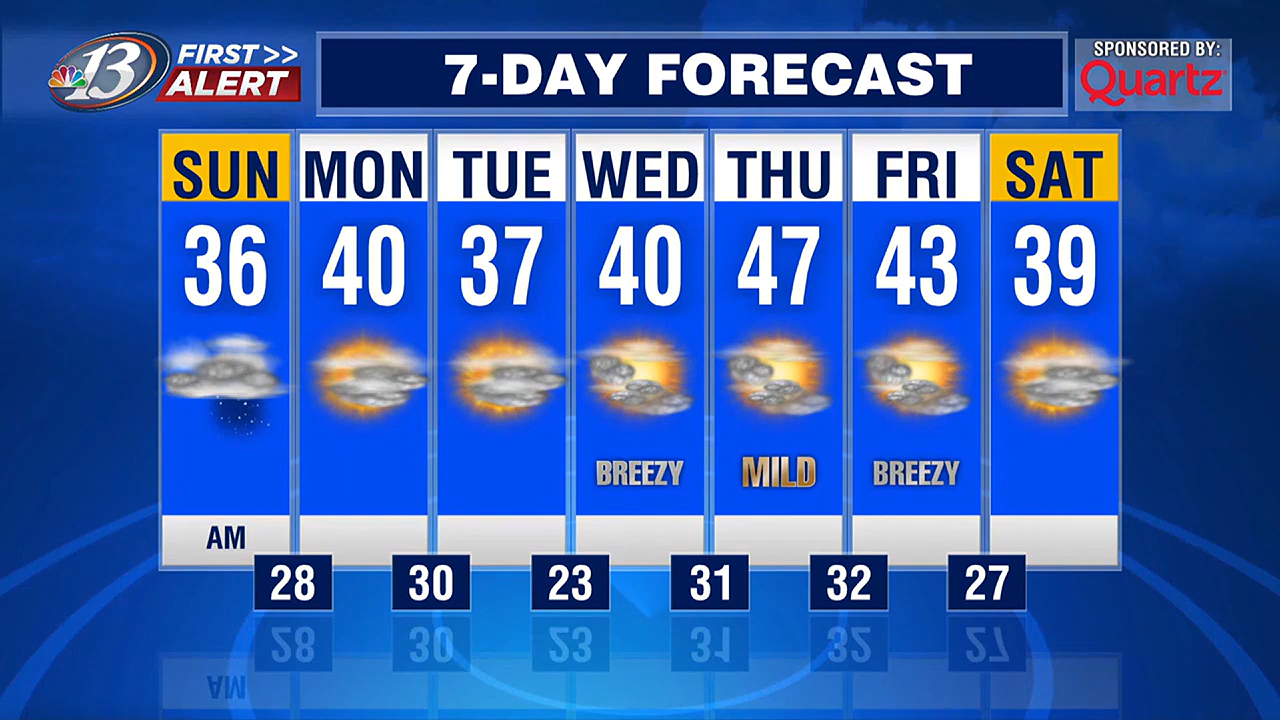 13 FIRST >>
ALERT
7-DAY FORECAST
SPONSORED BY:
Quartz
SUN MON TUE WED THU FRI SAT
36 40 37 40 47 43 39
BREEZY MILD BREEZY
AM
28 30 23 31 32 27